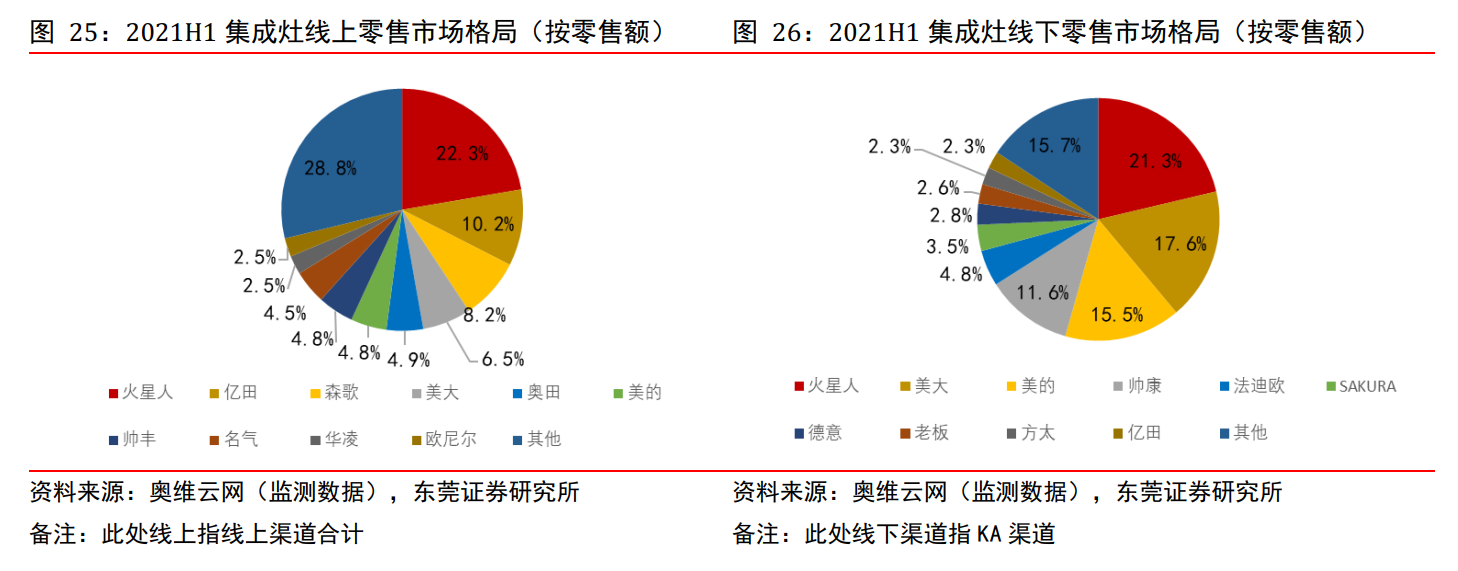 图 25：2021H1 集成灶线上零售市场格局（按零售额）
22.3%
10.2%
8.2%
6.5%
4.9%
4.8%
4.8%
4.5%
2.5%
2.5%
28.8%
火星人 亿田 森歌 美大 奥田 美的
帅丰 名气 华凌 欧尼尔 其他
资料来源：奥维云网（监测数据），东莞证券研究所
备注：此处线上指线上渠道合计
图 26：2021H1 集成灶线下零售市场格局（按零售额）
21.3%
17.6%
15.5%
11.6%
4.8%
3.5%
2.8%
2.6%
2.3%
2.3%
15.7%
火星人 美大 美的 帅康 法迪欧 SAKURA
德意 老板 方太 亿田 其他
资料来源：奥维云网（监测数据），东莞证券研究所
备注：此处线下渠道指 KA 渠道